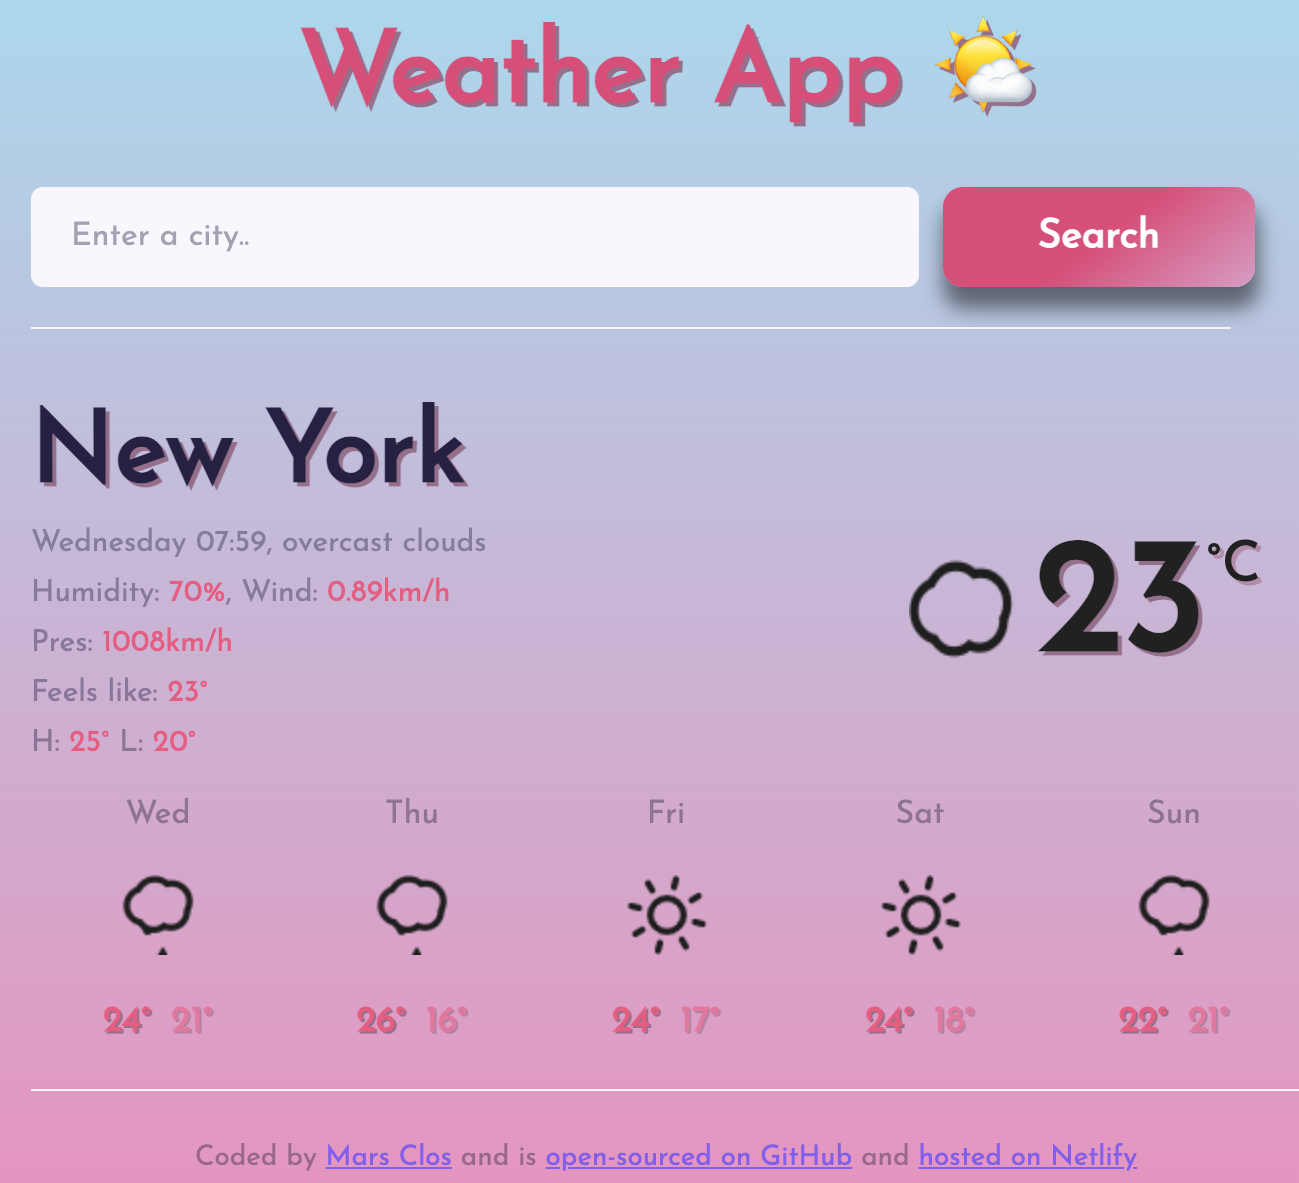 Weather App
Enter a city..
Search
New York
Wednesday 07:59, overcast clouds
Humidity: 70%, Wind: 0.89km/h
Pres: 1008km/h
Feels like: 23°
H: 25° L: 20°
23°C
Wed Thu Fri Sat Sun
24° 21° 26° 16° 24° 17° 24° 18° 22° 21°
Coded by Mars Clos and is open-sourced on GitHub and hosted on Netlify